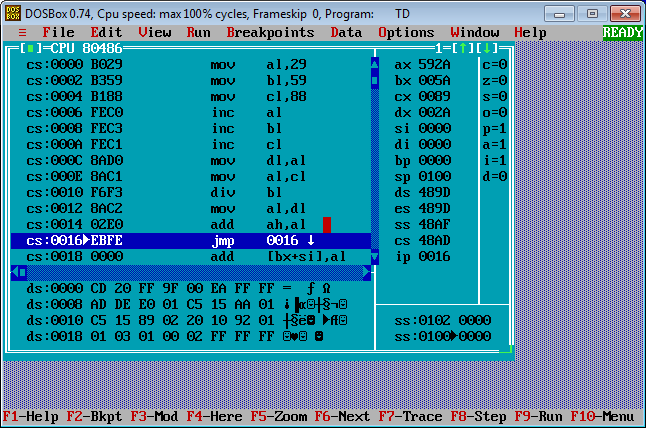 DOSBox 0.74, Cpu speed: max 100% cycles, Frameskip 0, Program: TD
≡ File Edit View Run Breakpoints Data Options Window Help READY
[■]=CPU 80486 1=[↑][↓]
cs:0000 B029 mov al,29 ax 592A c=0
cs:0002 B359 mov bl,59 bx 005A z=0
cs:0004 B188 mov cl,88 cx 0089 s=0
cs:0006 FEC0 inc al dx 002A o=0
cs:0008 FEC3 inc bl si 0000 p=1
cs:000A FEC1 inc cl di 0000 a=1
cs:000C 8AD0 mov dl,al bp 0000 i=1
cs:000E 8AC1 mov al,cl sp 0100 d=0
cs:0010 F6F3 div bl ds 489D
cs:0012 8AC2 mov al,dl es 489D
cs:0014 02E0 add ah,al ss 48AF
cs:0016►EBFE jmp 0016 ↓ cs 48AD
cs:0018 0000 add [bx+si],al ip 0016
ds:0000 CD 20 FF 9F 00 EA FF FF = ƒ Ω
ds:0008 AD DE E0 01 C5 15 AA 01 ¡▐α☺┼§¬☺
ds:0010 C5 15 89 02 20 10 92 01 ┼§ë☻ ►Æ☺ ss:0102 0000
ds:0018 01 03 01 00 02 FF FF FF ☺♥☺ ☻ ss:0100►0000
F1-Help F2-Bkpt F3-Mod F4-Here F5-Zoom F6-Next F7-Trace F8-Step F9-Run F10-Menu